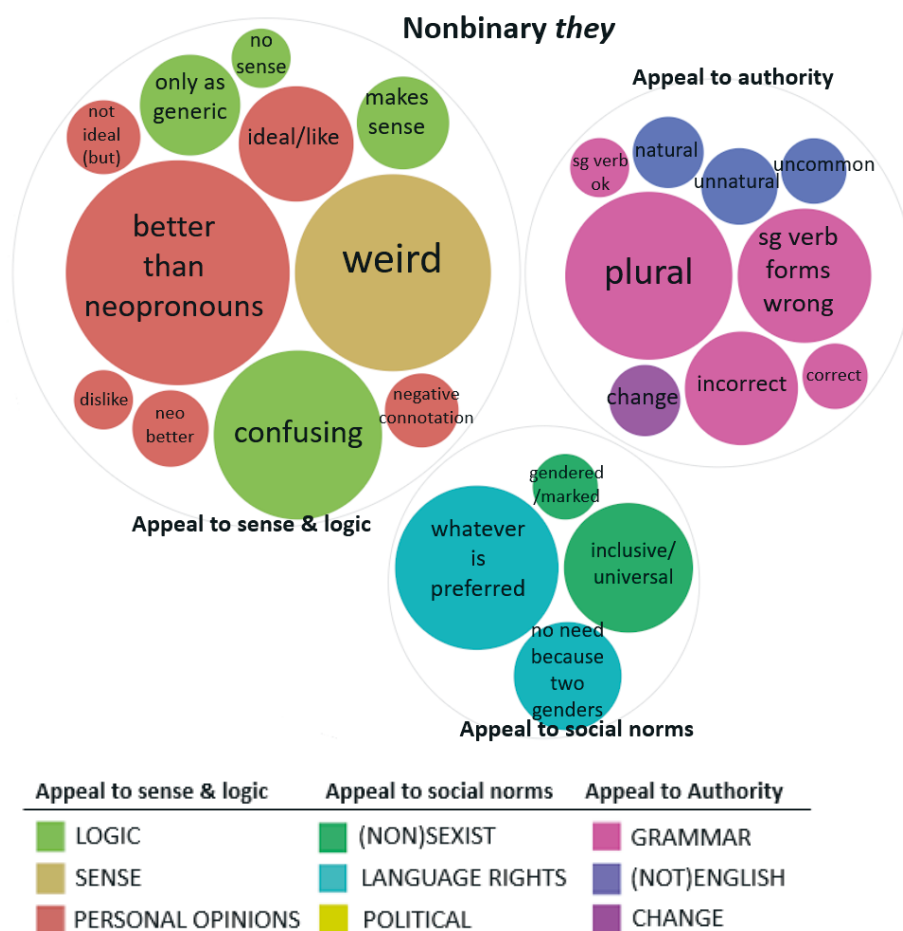 Nonbinary they
no
sense
only as
generic
makes
sense
not
ideal
(but)
ideal/like
better
than
neopronouns
weird
dislike
neo
better
confusing
negative
connotation
Appeal to sense & logic
Appeal to authority
sg verb
ok
natural
unnatural
uncommon
plural
sg verb
forms
wrong
change
incorrect
correct
gendered
/marked
whatever
is
preferred
inclusive/
universal
no need
because
two
genders
Appeal to social norms
Appeal to sense & logic Appeal to social norms Appeal to Authority
LOGIC (NON)SEXIST GRAMMAR
SENSE LANGUAGE RIGHTS (NOT)ENGLISH
PERSONAL OPINIONS POLITICAL CHANGE